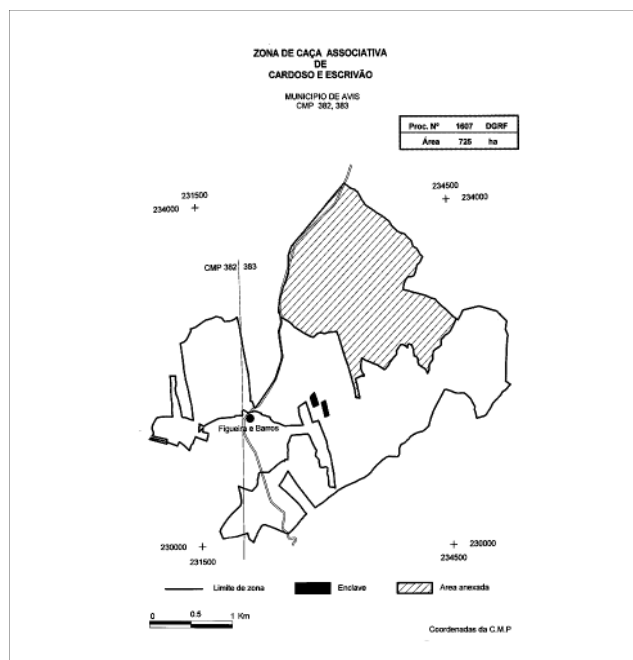 ZONA DE CAÇA ASSOCIATIVA
DE
CARDOSO E ESCRIVÃO
MUNICIPIO DE AVIS
CMP 382, 383
Proc. Nº 1607 DGRF
Área 725 ha
231500
234000
234500
234000
CMP 382 383
Figueira e Barros
230000
231500
230000
234500
Limite de zona
Enclave
Area anexada
0 0.5 1 Km
Coordenadas da C.M.P